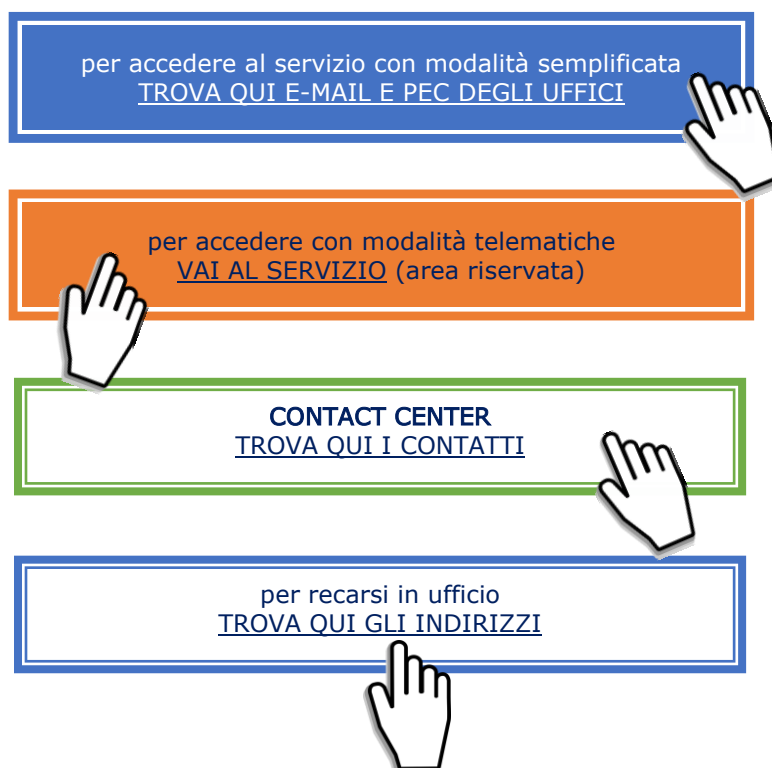 per accedere al servizio con modalità semplificata
TROVA QUI E-MAIL E PEC DEGLI UFFICI
per accedere con modalità telematiche
VAI AL SERVIZIO (area riservata)
CONTACT CENTER
TROVA QUI I CONTATTI
per recarsi in ufficio
TROVA QUI GLI INDIRIZZI